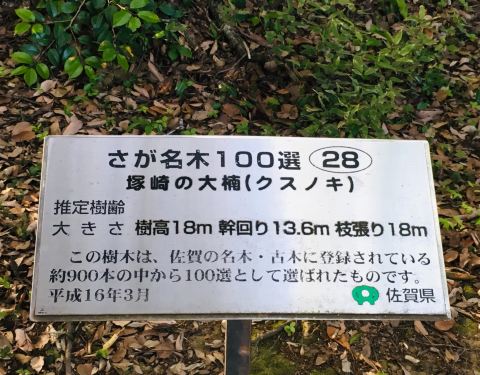 さが名木100選 28
塚崎の大楠(クスノキ)
推定樹齢
大きさ 樹高18m 幹回り13.6m 枝張り18m
この樹木は、佐賀の名木・古木に登録されている
約900本の中から100選として選ばれたものです。
平成16年3月 佐賀県